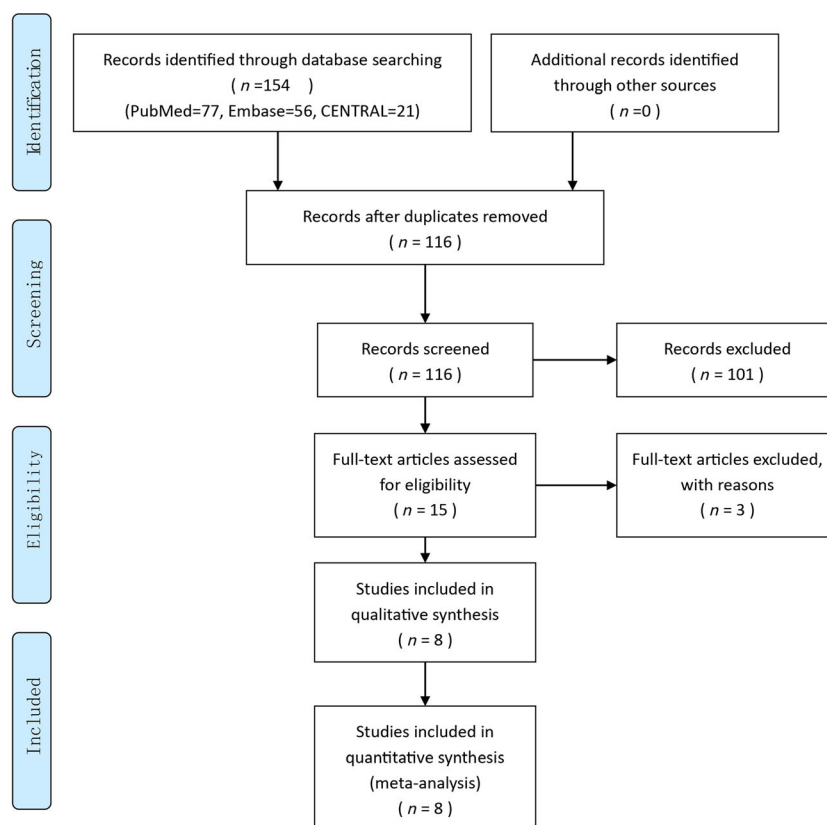 Identification
Records identified through database searching
( n =154 )
(PubMed=77, Embase=56, CENTRAL=21)
Additional records identified
through other sources
( n =0 )
Records after duplicates removed
( n = 116 )
Screening
Records screened
( n = 116 )
Records excluded
( n = 101 )
Eligibility
Full-text articles assessed
for eligibility
( n = 15 )
Full-text articles excluded,
with reasons
( n = 3 )
Studies included in
qualitative synthesis
( n = 8 )
Included
Studies included in
quantitative synthesis
(meta-analysis)
( n = 8 )